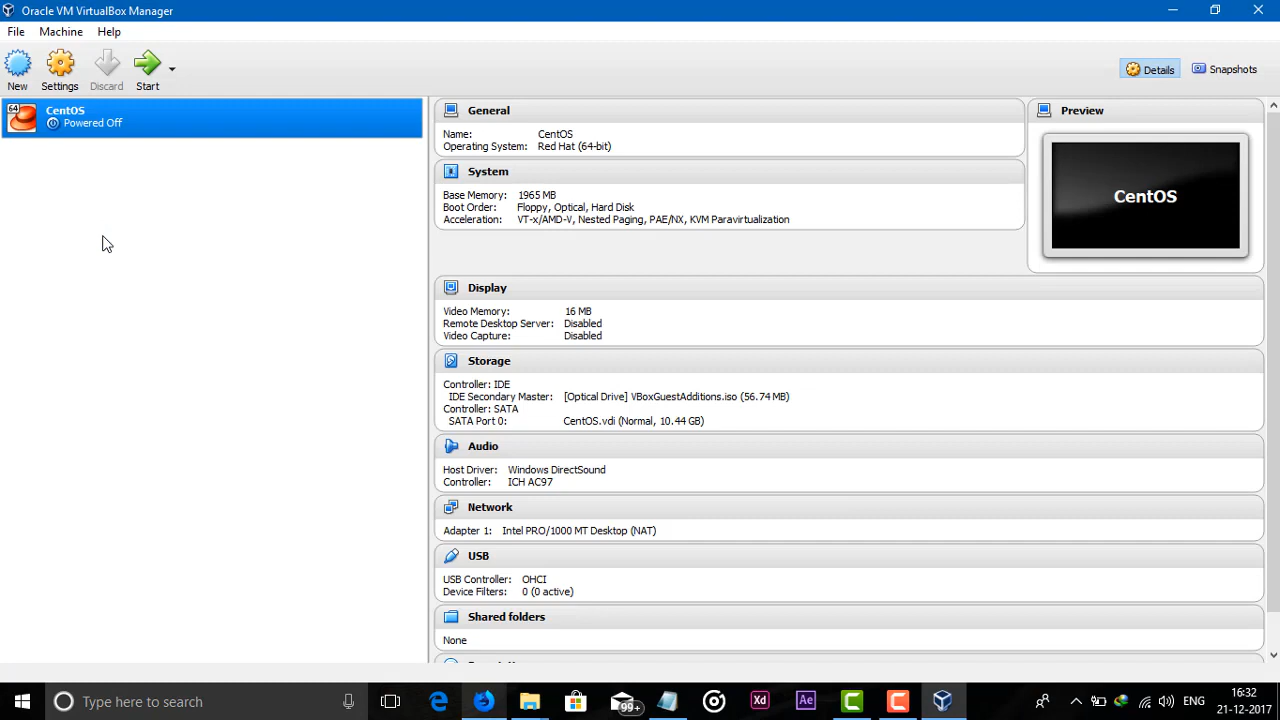 Oracle VM VirtualBox Manager
File Machine Help
New Settings Discard Start
Details Snapshots
64
CentOS
Powered Off
General
Name: CentOS
Operating System: Red Hat (64-bit)
Preview
CentOS
System
Base Memory: 1965 MB
Boot Order: Floppy, Optical, Hard Disk
Acceleration: VT-x/AMD-V, Nested Paging, PAE/NX, KVM Paravirtualization
Display
Video Memory: 16 MB
Remote Desktop Server: Disabled
Video Capture: Disabled
Storage
Controller: IDE
IDE Secondary Master: [Optical Drive] VBoxGuestAdditions.iso (56.74 MB)
Controller: SATA
SATA Port 0: CentOS.vdi (Normal, 10.44 GB)
Audio
Host Driver: Windows DirectSound
Controller: ICH AC97
Network
Adapter 1: Intel PRO/1000 MT Desktop (NAT)
USB
USB Controller: OHCI
Device Filters: 0 (0 active)
Shared folders
None
Type here to search
99+
Xd
Ae
ENG
16:32
21-12-2017